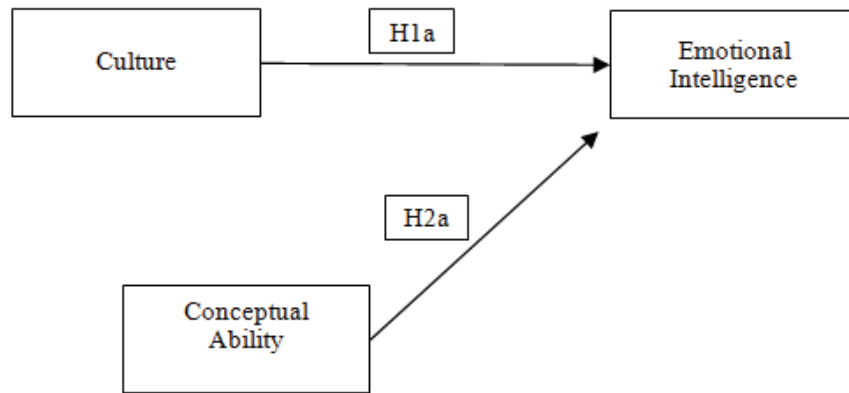 H1a
Culture
Emotional
Intelligence
H2a
Conceptual
Ability